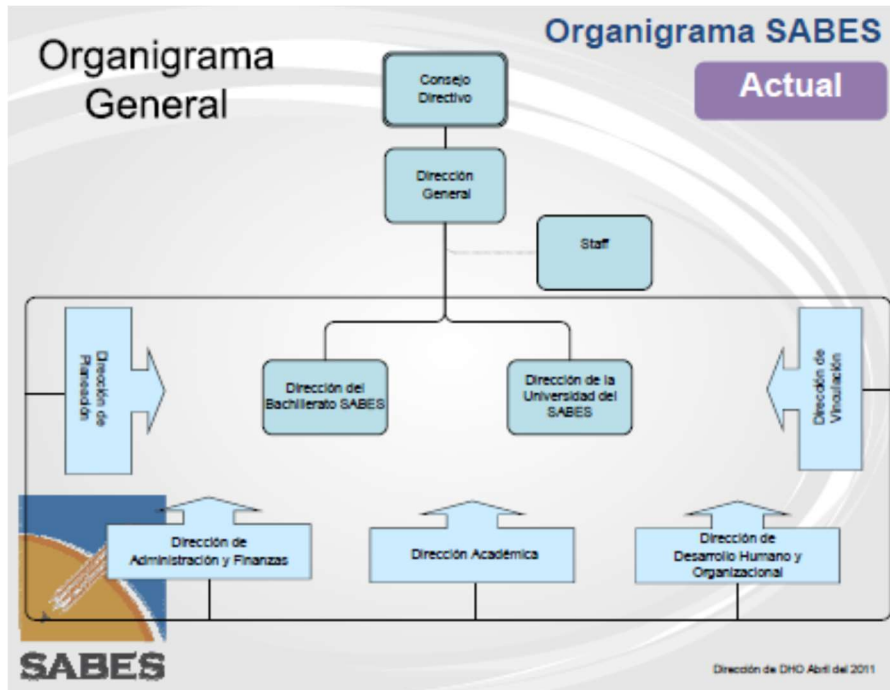 Organigrama
General
Organigrama SABES
Actual
Consejo
Directivo
Dirección
General
Staff
Dirección de
Planeación
Dirección del
Bachillerato SABES
Dirección de la
Universidad del
SABES
Dirección de
Vinculación
Dirección de
Administración y Finanzas
Dirección Académica
Dirección de
Desarrollo Humano y
Organizacional
SABES
Dirección de DHO Abril del 2011